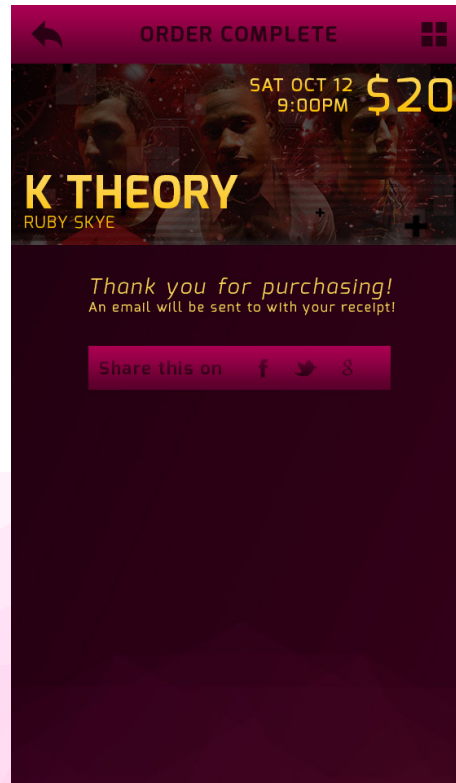 ORDER COMPLETE
SAT OCT 12
9:00PM
$20
K THEORY
RUBY SKYE
Thank you for purchasing!
An email will be sent to with your receipt!
Share this on